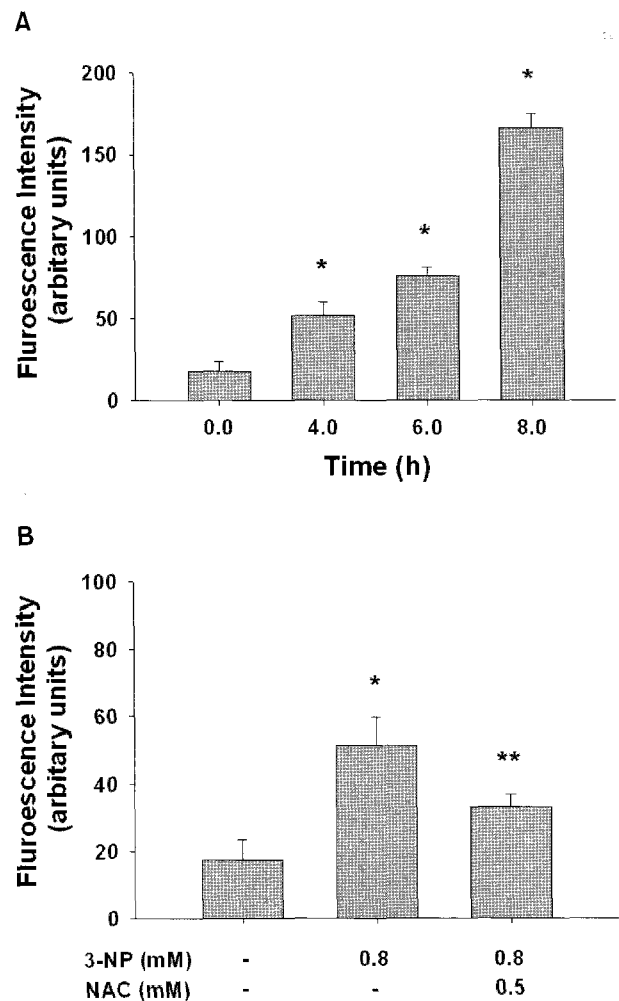 A
Fluroescence Intensity
(arbitary units)
200
150
100
50
0
*
*
*
0.0 4.0 6.0 8.0
Time (h)
B
Fluroescence Intensity
(arbitary units)
100
80
60
40
20
0
*
**
3-NP (mM) - 0.8 0.8
NAC (mM) - - 0.5